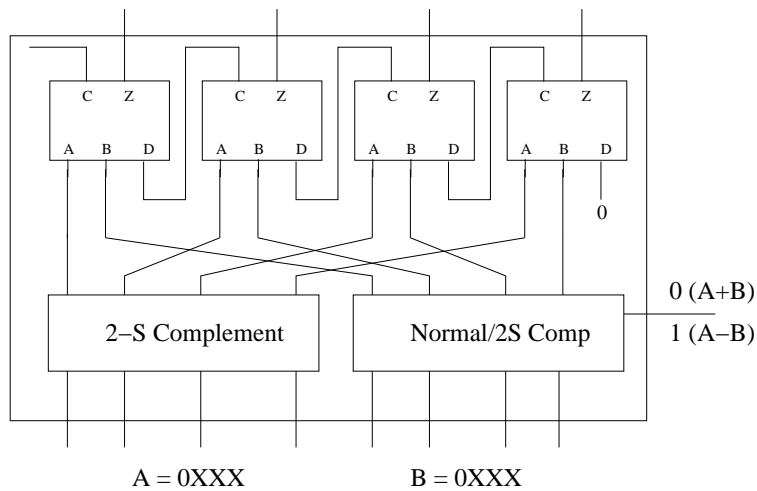 C Z C Z C Z C Z
A B D A B D A B D A B D
0
0 (A+B)
2–S Complement Normal/2S Comp
1 (A–B)
A = 0XXX B = 0XXX